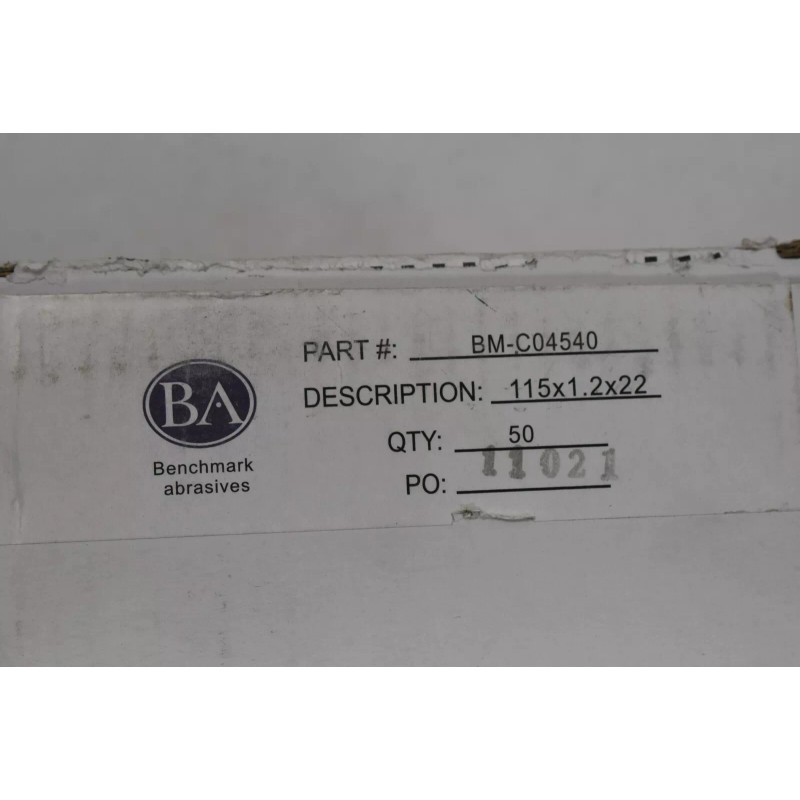 BA
Benchmark
abrasives
PART #: BM-C04540
DESCRIPTION: 115x1.2x22
QTY: 50
PO: 11021